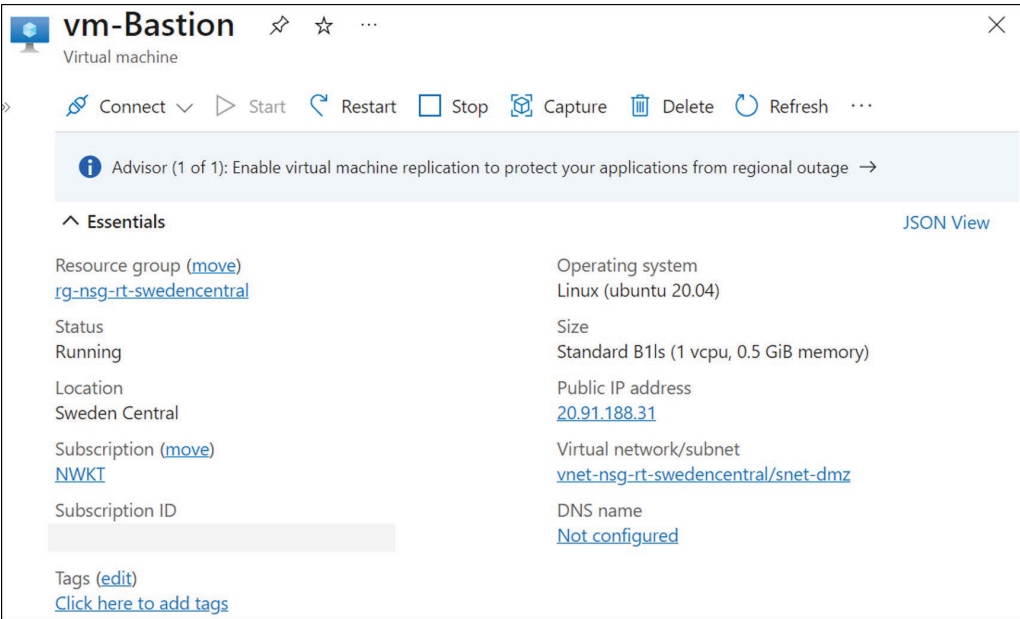 vm-Bastion
Virtual machine
Connect Start Restart Stop Capture Delete Refresh
Advisor (1 of 1): Enable virtual machine replication to protect your applications from regional outage →
Essentials
JSON View
Resource group (move)
rg-nsg-rt-swedencentral
Status
Running
Location
Sweden Central
Subscription (move)
NWKT
Subscription ID
Tags (edit)
Click here to add tags
Operating system
Linux (ubuntu 20.04)
Size
Standard B1ls (1 vcpu, 0.5 GiB memory)
Public IP address
20.91.188.31
Virtual network/subnet
vnet-nsg-rt-swedencentral/snet-dmz
DNS name
Not configured